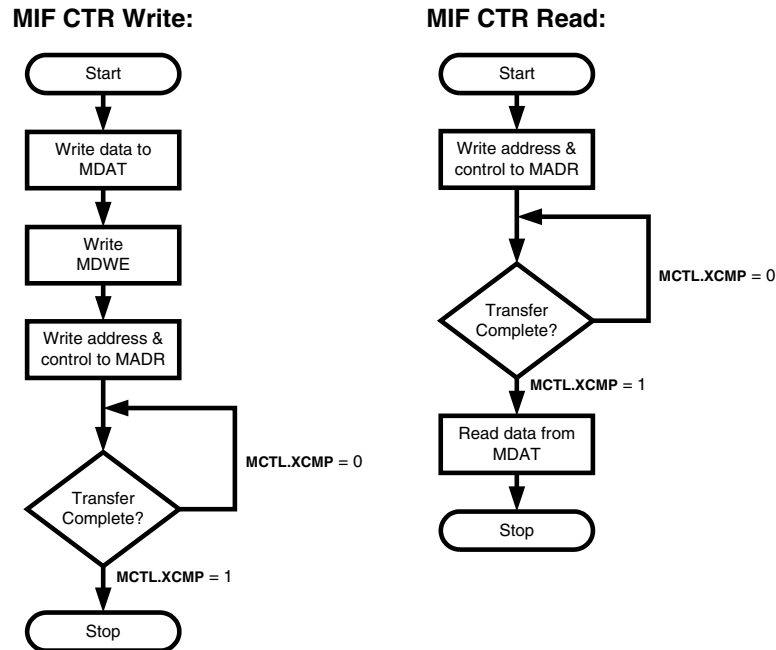 MIF CTR Write:
Start
Write data to
MDAT
Write
MDWE
Write address &
control to MADR
MCTL.XCMP = 0
Transfer
Complete?
MCTL.XCMP = 1
Stop
MIF CTR Read:
Start
Write address &
control to MADR
MCTL.XCMP = 0
Transfer
Complete?
MCTL.XCMP = 1
Read data from
MDAT
Stop